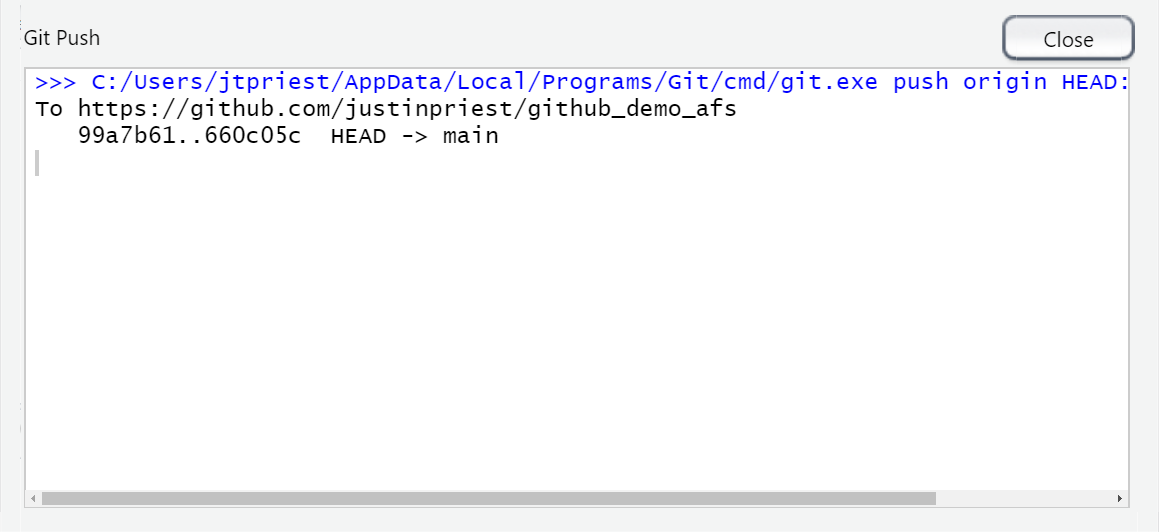 Git Push
Close
>>> C:/Users/jtpriest/AppData/Local/Programs/Git/cmd/git.exe push origin HEAD:
To https://github.com/justinpriest/github_demo_afs
   99a7b61..660c05c  HEAD -> main